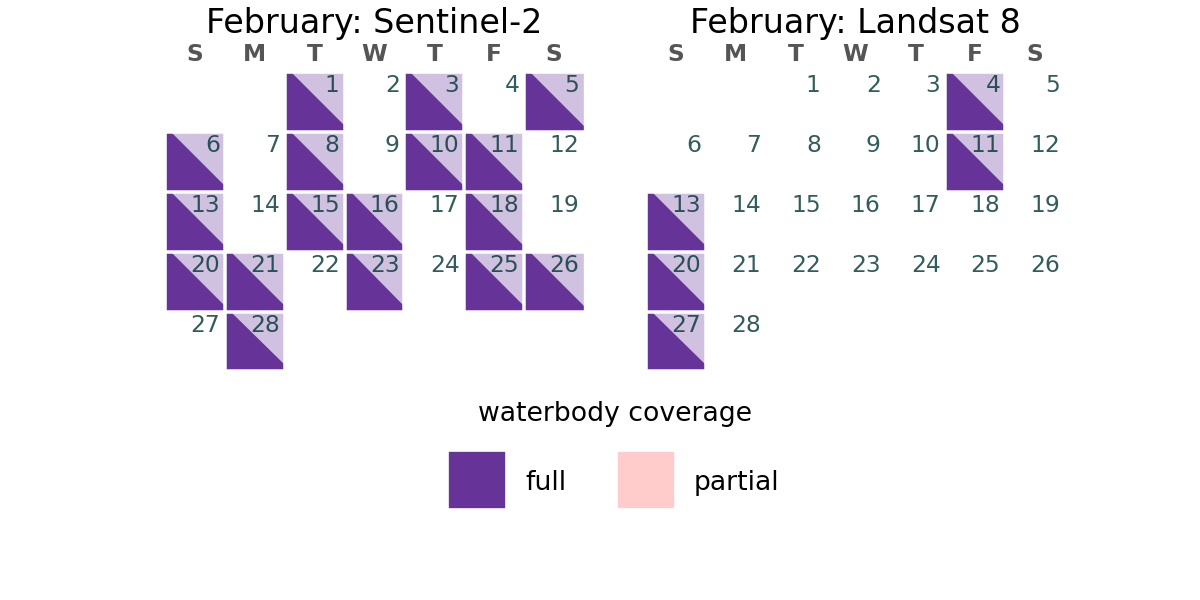 February: Sentinel-2
S M T W T F S
1 2 3 4 5
6 7 8 9 10 11 12
13 14 15 16 17 18 19
20 21 22 23 24 25 26
27 28
February: Landsat 8
S M T W T F S
1 2 3 4 5
6 7 8 9 10 11 12
13 14 15 16 17 18 19
20 21 22 23 24 25 26
27 28
waterbody coverage
full
partial